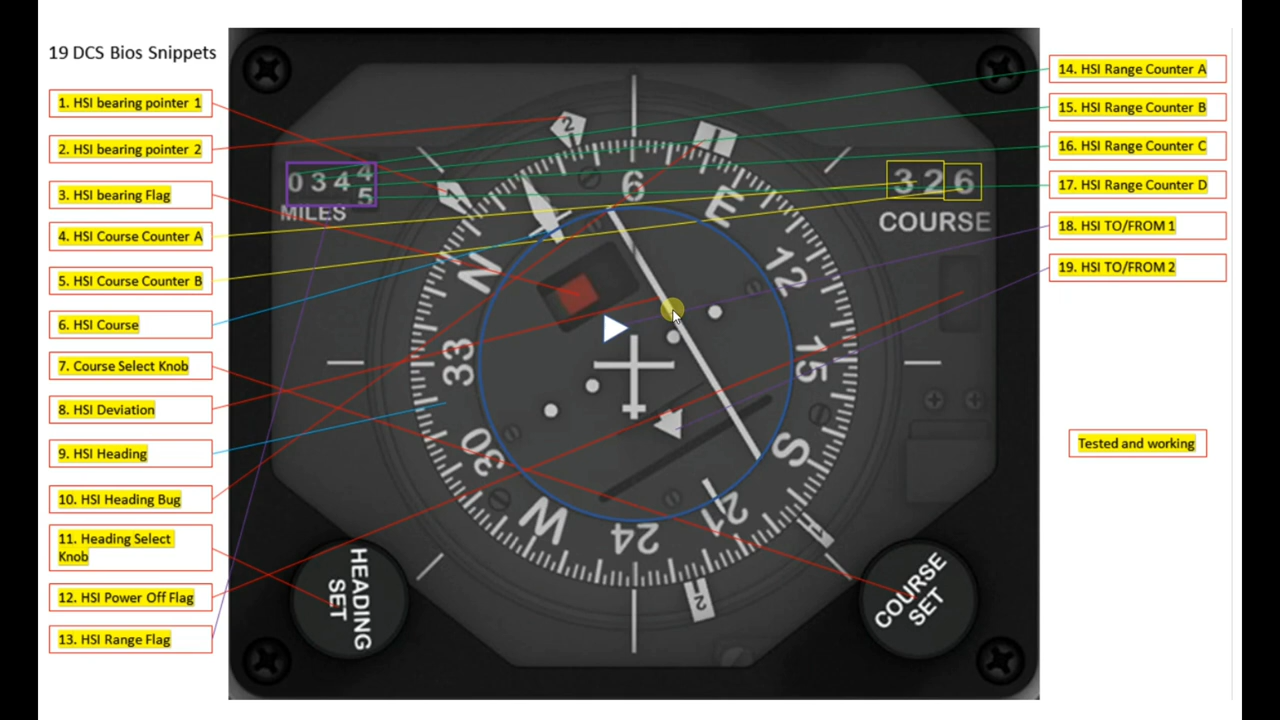 19 DCS Bios Snippets
1. HSI bearing pointer 1
2. HSI bearing pointer 2
3. HSI bearing Flag
4. HSI Course Counter A
5. HSI Course Counter B
6. HSI Course
7. Course Select Knob
8. HSI Deviation
9. HSI Heading
10. HSI Heading Bug
11. Heading Select
Knob
12. HSI Power Off Flag
13. HSI Range Flag
0 3 4 4
5
MILES
2
1
3 2 6
COURSE
N
6
E
12
15
S
21
24
W
30
33
1
2
HEADING
SET
COURSE
SET
14. HSI Range Counter A
15. HSI Range Counter B
16. HSI Range Counter C
17. HSI Range Counter D
18. HSI TO/FROM 1
19. HSI TO/FROM 2
Tested and working